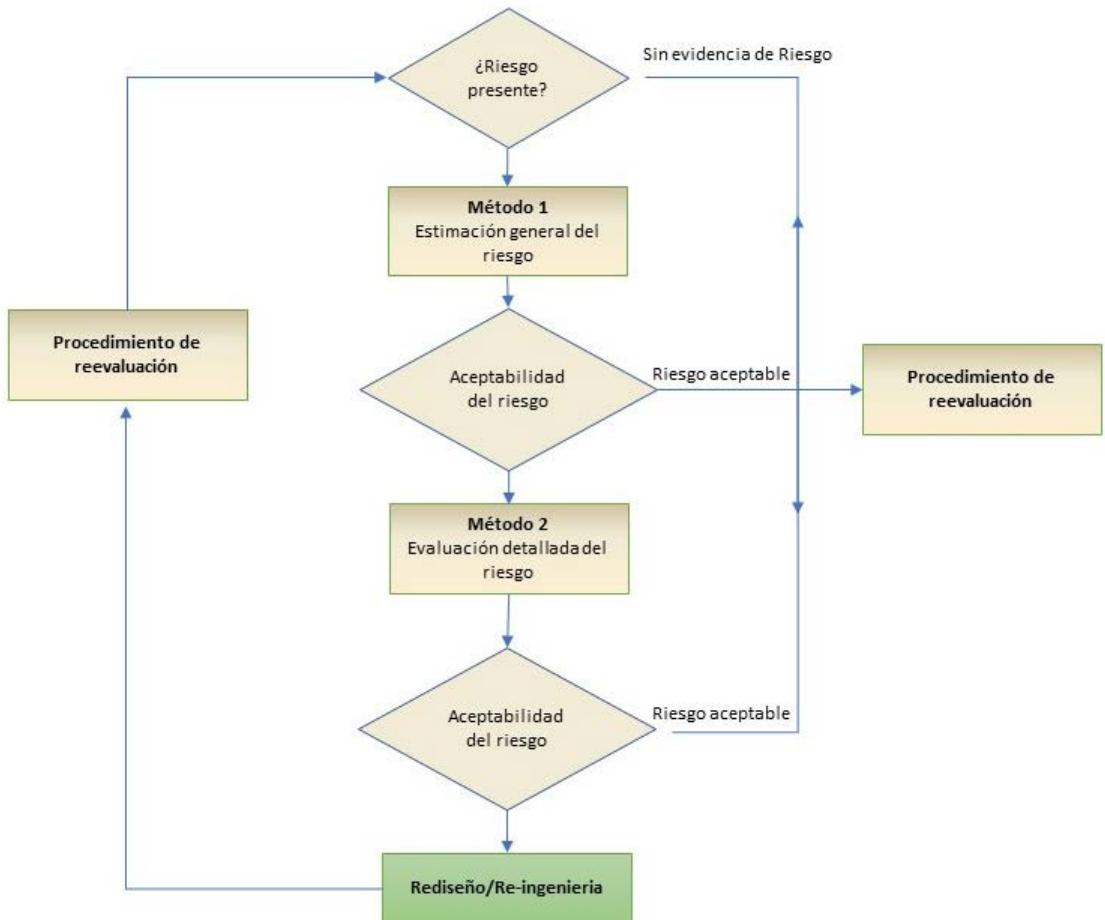 ¿Riesgo
presente?
Sin evidencia de Riesgo
Método 1
Estimación general del
riesgo
Procedimiento de
reevaluación
Aceptabilidad
del riesgo
Riesgo aceptable
Procedimiento de
reevaluación
Método 2
Evaluación detallada del
riesgo
Aceptabilidad
del riesgo
Riesgo aceptable
Rediseño/Re-ingenieria